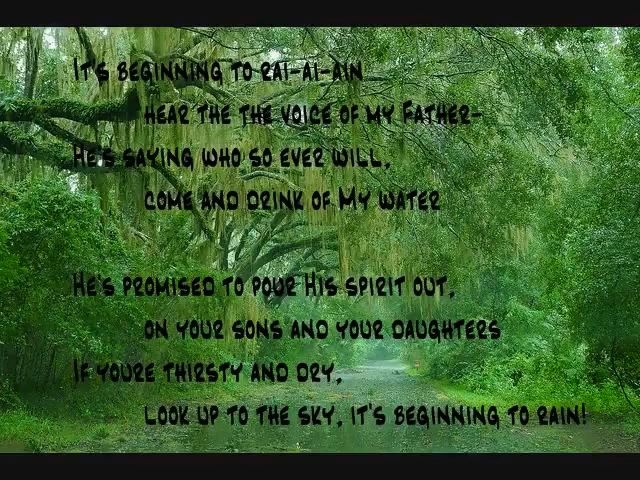 It's beginning to rai-ai-ain
hear the the voice of my Father-
He's saying who so ever will,
come and drink of My water
He's promised to pour His spirit out,
on your sons and your daughters
If youre thirsty and dry,
look up to the sky, it's beginning to rain!